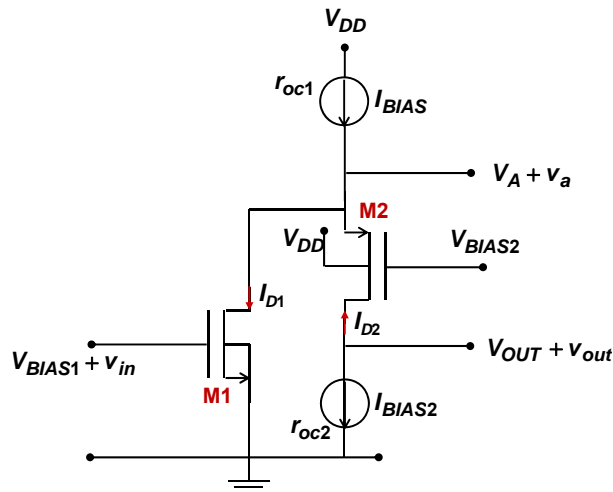 V_DD
r_oc1
I_BIAS
V_A + v_a
M2
V_DD
V_BIAS2
I_D1
I_D2
V_BIAS1 + v_in
M1
V_OUT + v_out
I_BIAS2
r_oc2